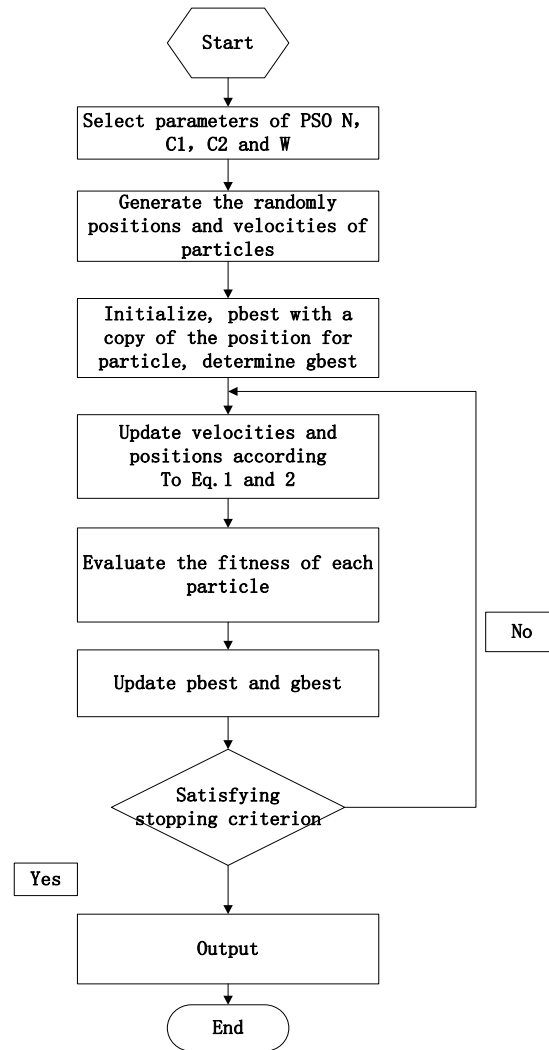 Start
Select parameters of PSO N,
C1, C2 and W
Generate the randomly
positions and velocities of
particles
Initialize, pbest with a
copy of the position for
particle, determine gbest
Update velocities and
positions according
To Eq.1 and 2
Evaluate the fitness of each
particle
No
Update pbest and gbest
Satisfying
stopping criterion
Yes
Output
End